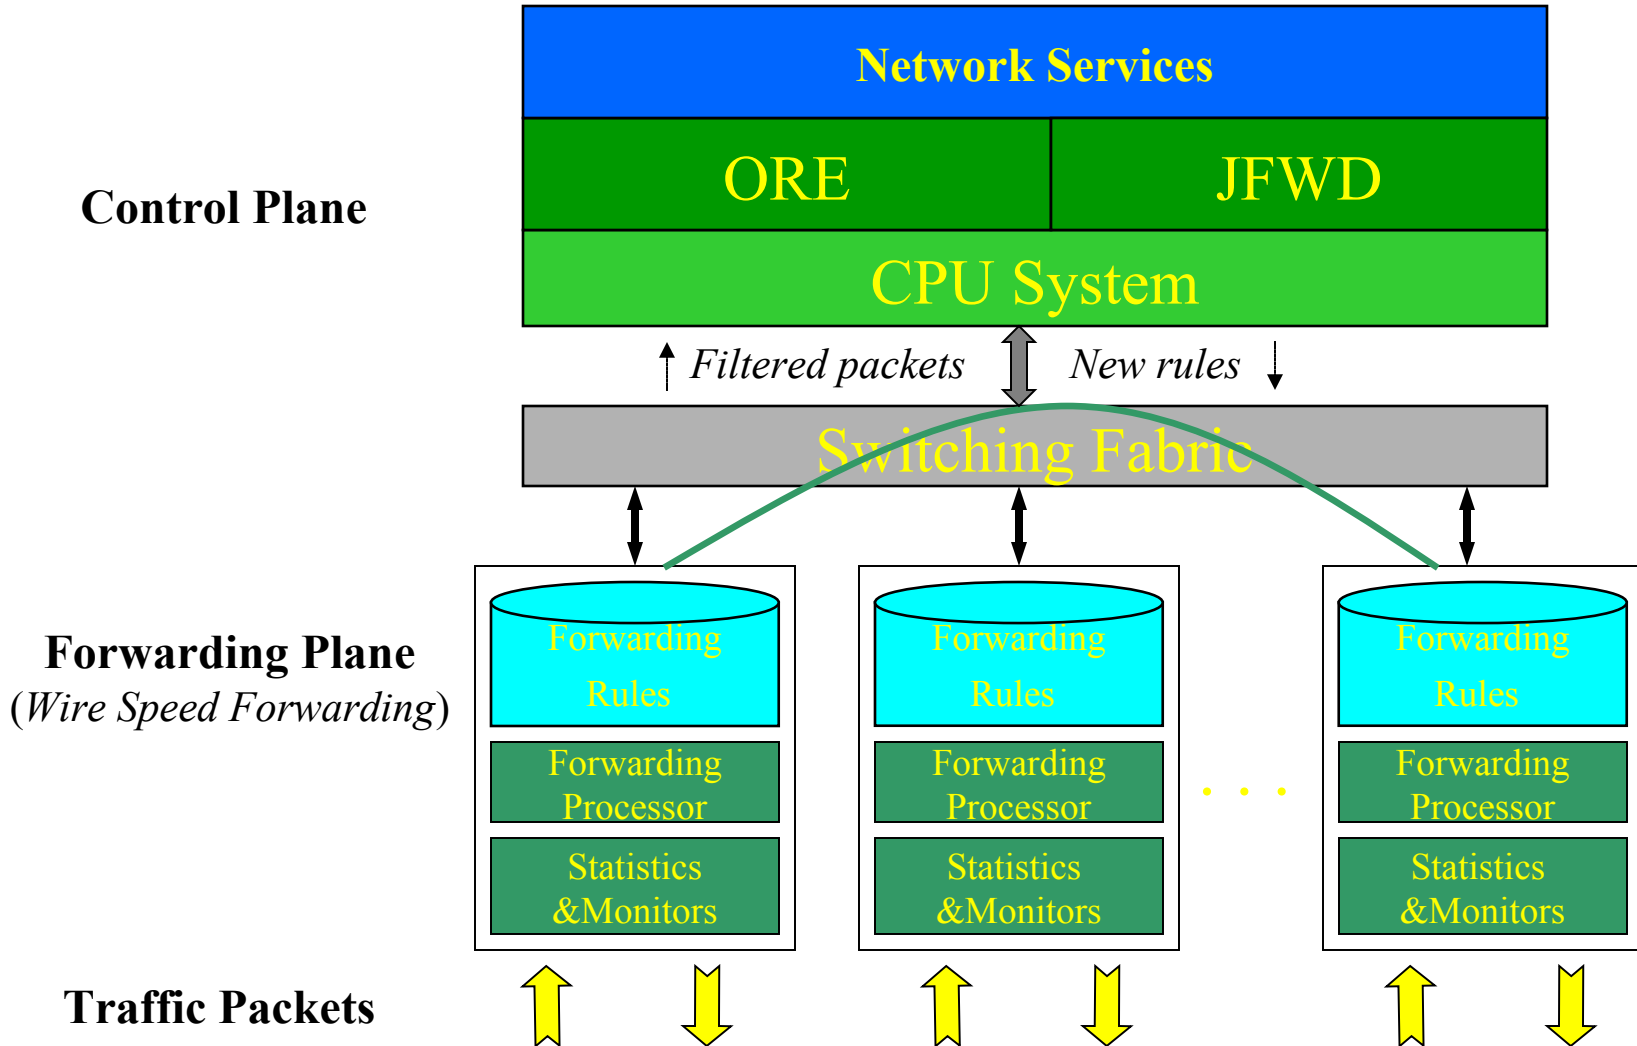 Network Services
ORE
JFWD
Control Plane
CPU System
Filtered packets
New rules
Switching Fabric
Forwarding Plane
(Wire Speed Forwarding)
Forwarding
Rules
Forwarding
Processor
Statistics
&Monitors
Forwarding
Rules
Forwarding
Processor
Statistics
&Monitors
. . .
Forwarding
Rules
Forwarding
Processor
Statistics
&Monitors
Traffic Packets